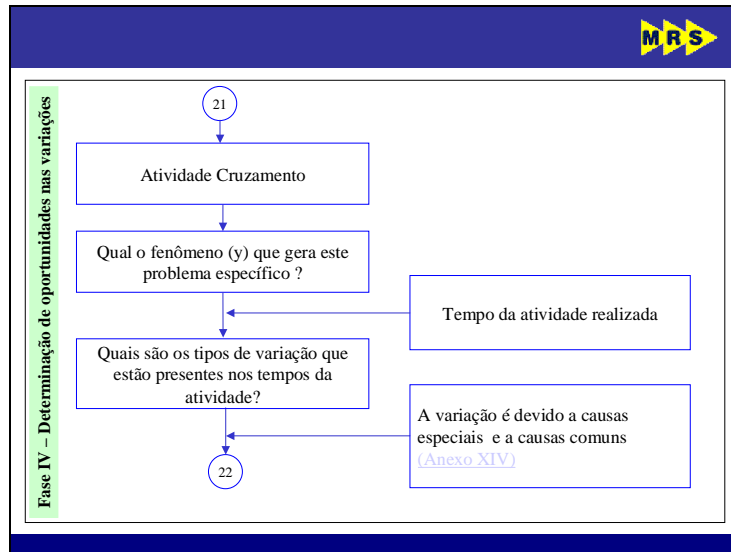 MRS
Fase IV – Determinação de oportunidades nas variações
21
Atividade Cruzamento
Qual o fenômeno (y) que gera este
problema específico ?
Tempo da atividade realizada
Quais são os tipos de variação que
estão presentes nos tempos da
atividade?
A variação é devido a causas
especiais e a causas comuns
(Anexo XIV)
22